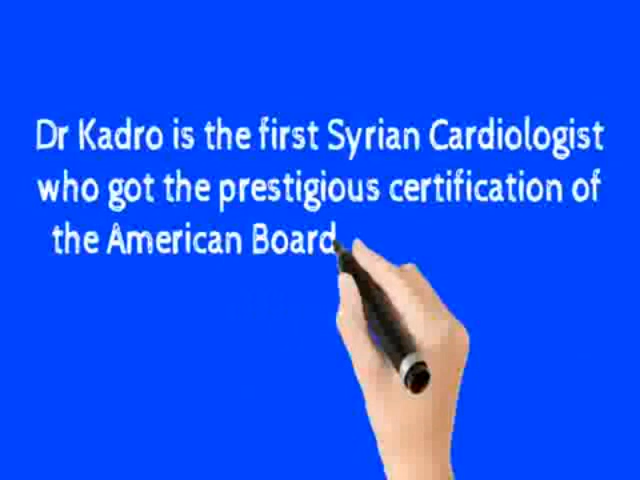 Dr Kadro is the first Syrian Cardiologist
who got the prestigious certification of
the American Board